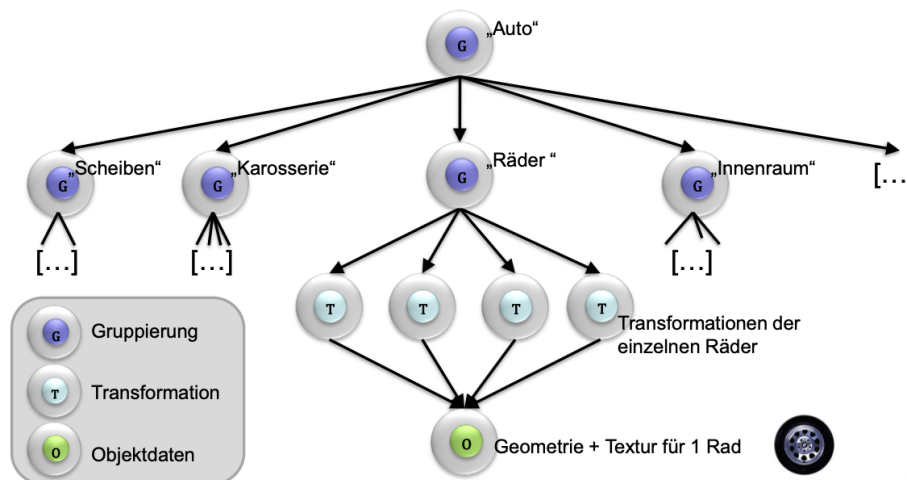 „Auto“
G
„Scheiben“
G
„Karosserie“
G
„Räder “
G
„Innenraum“
G
[…
[…]
[…]
[…]
T
T
T
T
Transformationen der
einzelnen Räder
G
Gruppierung
T
Transformation
O
Objektdaten
O
Geometrie + Textur für 1 Rad